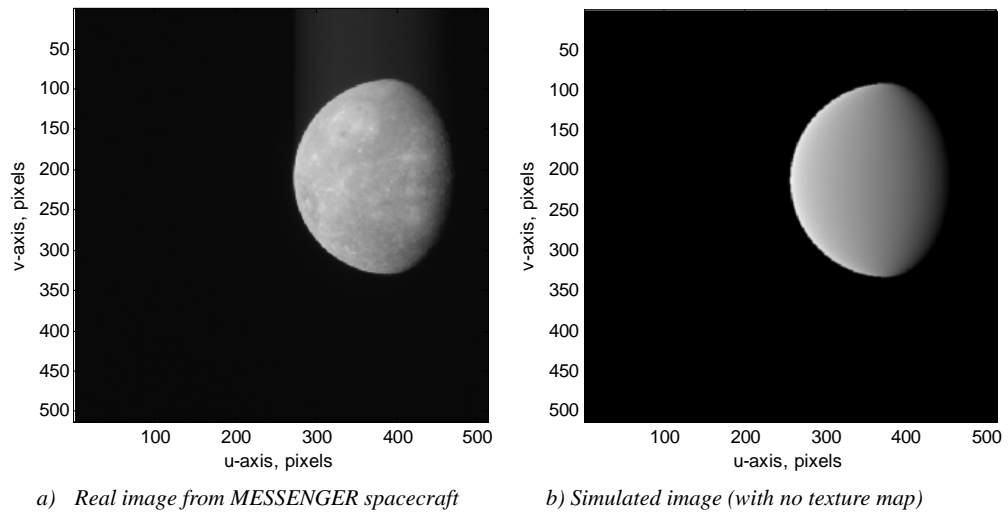 50
100
150
200
250
300
350
400
450
500
v-axis, pixels
100 200 300 400 500
u-axis, pixels
a) Real image from MESSENGER spacecraft
50
100
150
200
250
300
350
400
450
500
v-axis, pixels
100 200 300 400 500
u-axis, pixels
b) Simulated image (with no texture map)